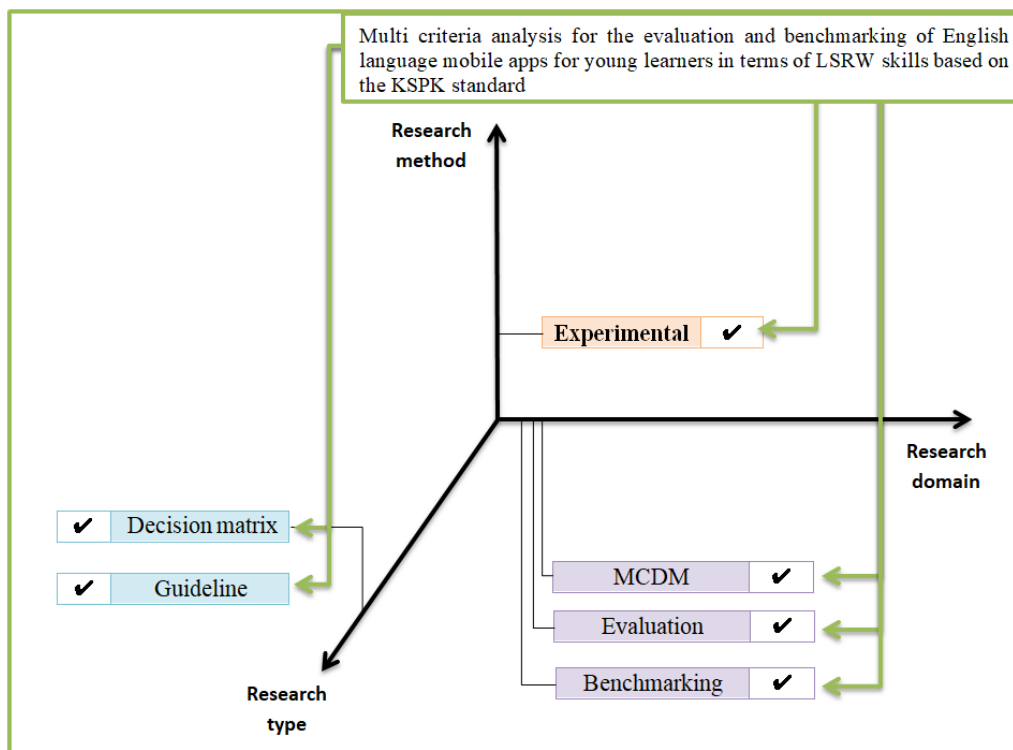 Multi criteria analysis for the evaluation and benchmarking of English
language mobile apps for young learners in terms of LSRW skills based on
the KSPK standard
Research
method
Experimental ✔
Research
domain
✔ Decision matrix
✔ Guideline
MCDM ✔
Evaluation ✔
Benchmarking ✔
Research
type